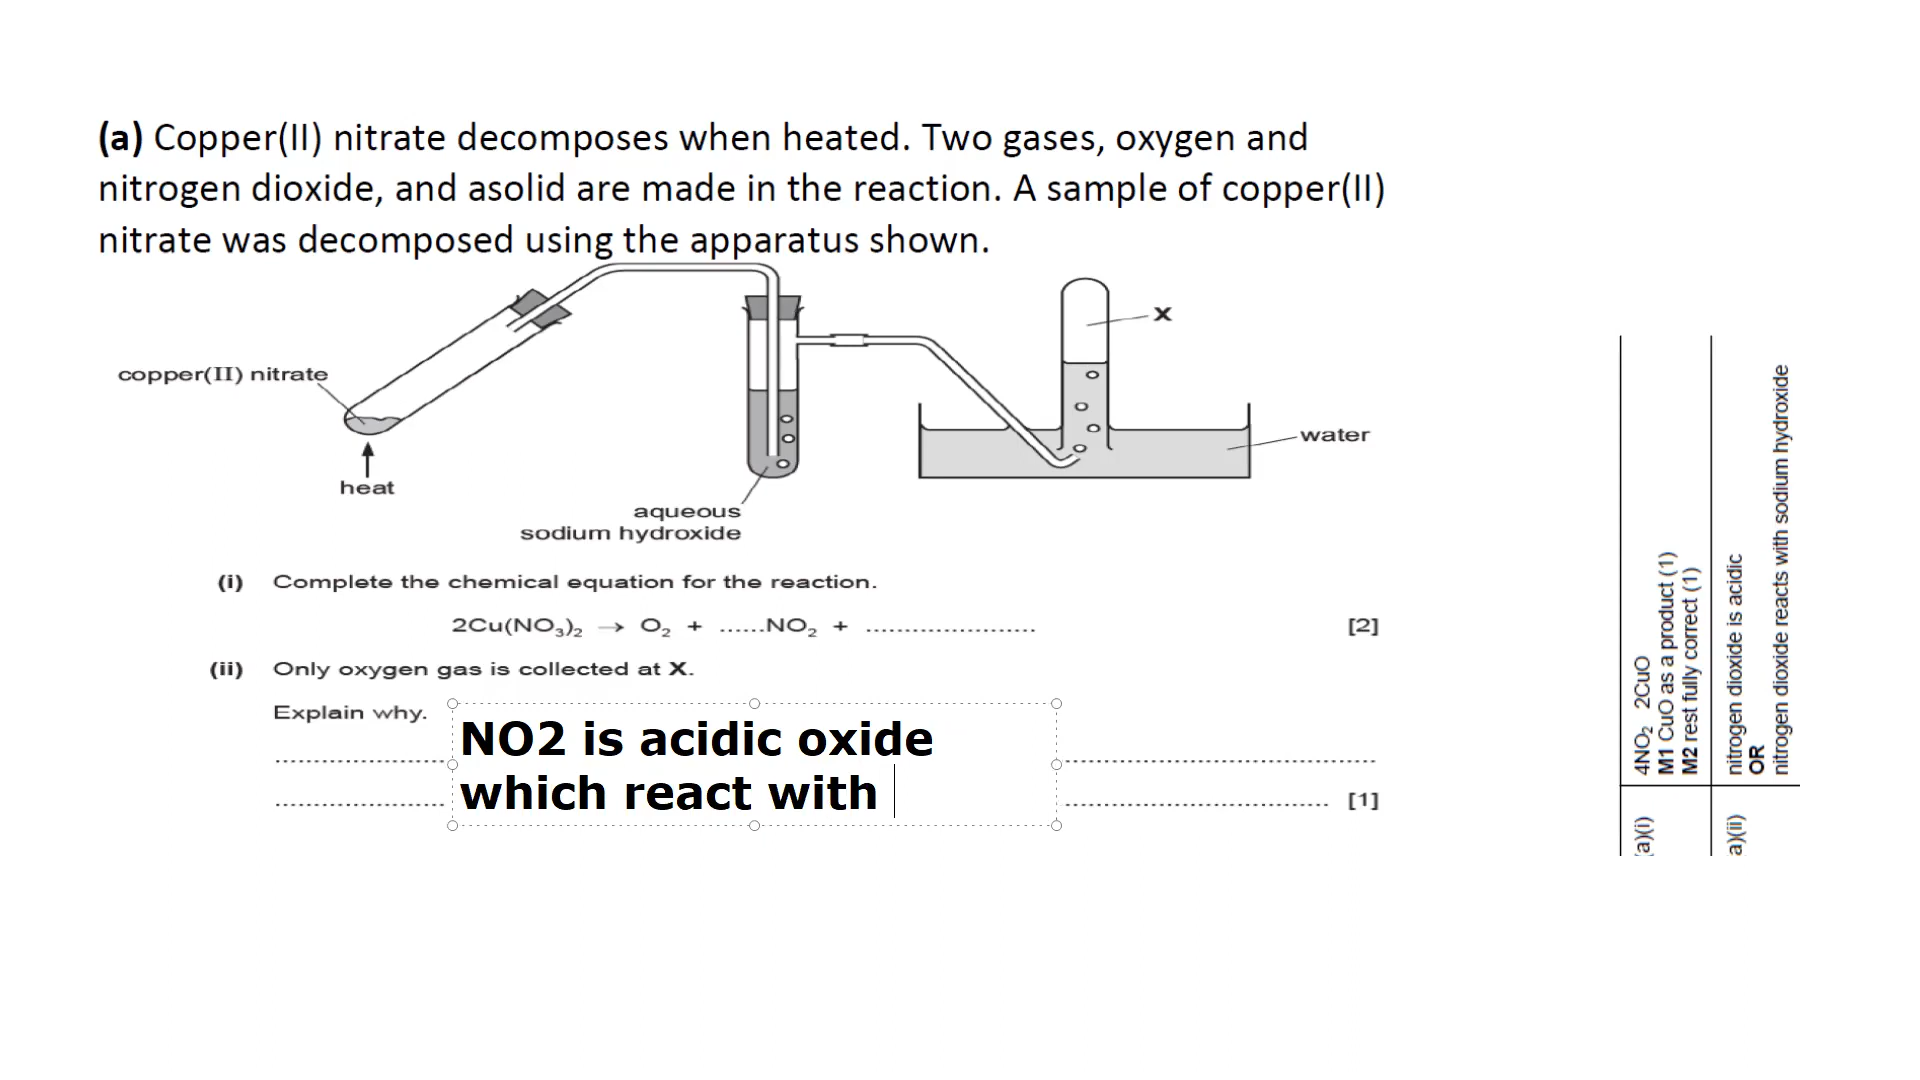 (a) Copper(II) nitrate decomposes when heated. Two gases, oxygen and
nitrogen dioxide, and asolid are made in the reaction. A sample of copper(II)
nitrate was decomposed using the apparatus shown.
X
copper(II) nitrate
water
heat
aqueous
sodium hydroxide
(i) Complete the chemical equation for the reaction.
2Cu(NO₃)₂ → O₂ + ......NO₂ + ...................... [2]
(ii) Only oxygen gas is collected at X.
Explain why.
NO2 is acidic oxide
which react with
[1]
(a)(i)
4NO₂ 2CuO
M1 CuO as a product (1)
M2 rest fully correct (1)
a)(ii)
nitrogen dioxide is acidic
OR
nitrogen dioxide reacts with sodium hydroxide